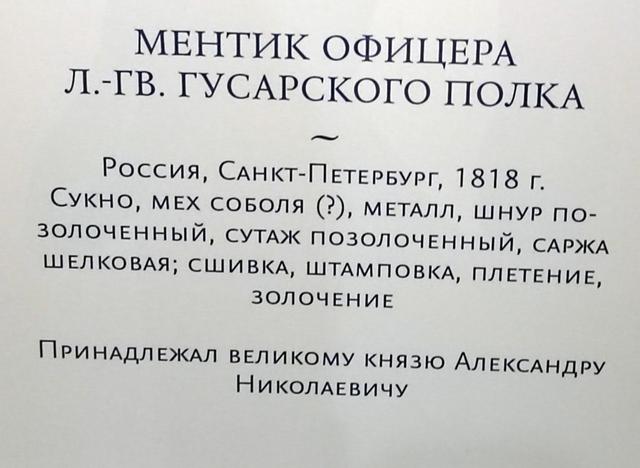 МЕНТИК ОФИЦЕРА
Л.-ГВ. ГУСАРСКОГО ПОЛКА
~
Россия, Санкт-Петербург, 1818 г.
Сукно, мех соболя (?), металл, шнур по-
золоченный, сутаж позолоченный, саржа
шелковая; сшивка, штамповка, плетение,
золочение
Принадлежал великому князю Александру
Николаевичу